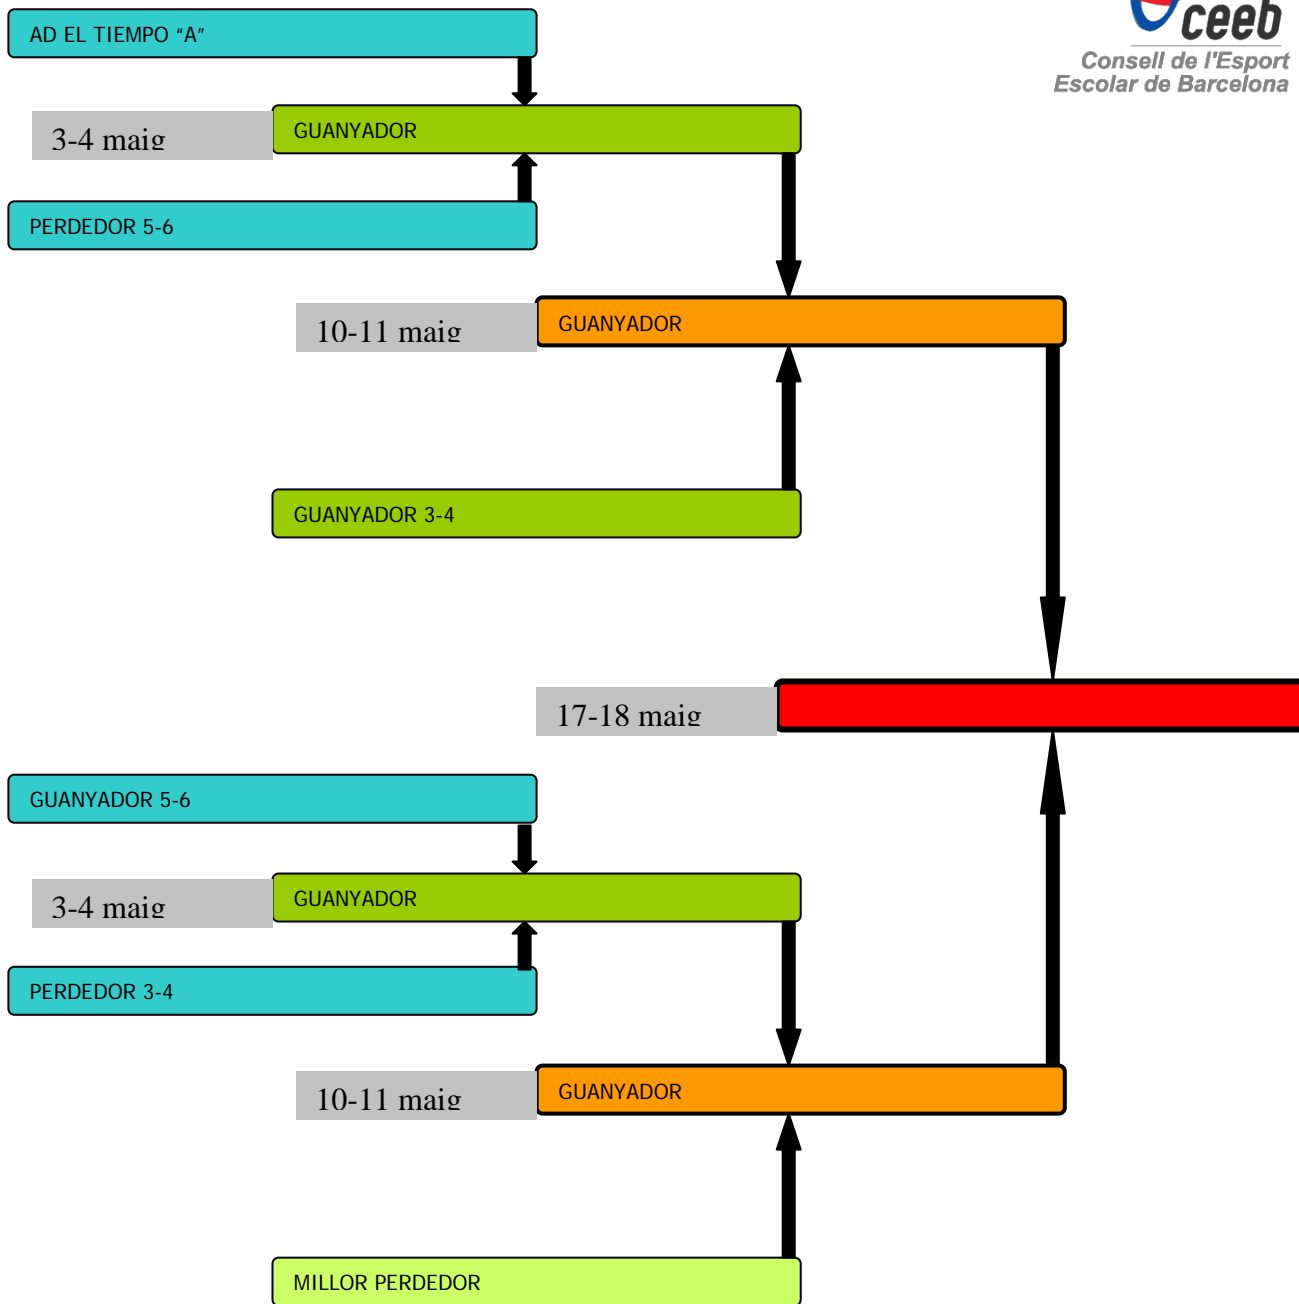 AD EL TIEMPO “A”
ceeb
Consell de l'Esport
Escolar de Barcelona
3-4 maig
GUANYADOR
PERDEDOR 5-6
10-11 maig
GUANYADOR
GUANYADOR 3-4
17-18 maig
GUANYADOR 5-6
3-4 maig
GUANYADOR
PERDEDOR 3-4
10-11 maig
GUANYADOR
MILLOR PERDEDOR